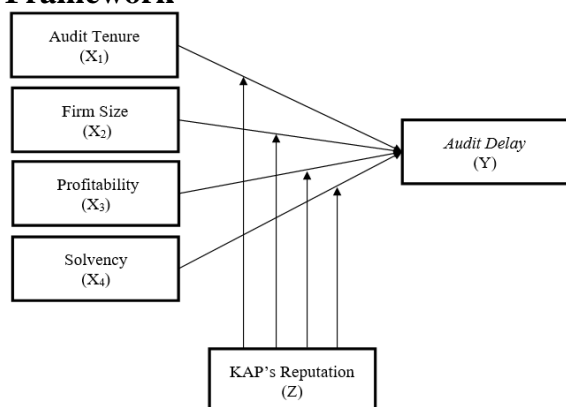 Framework
Audit Tenure
(X₁)
Firm Size
(X₂)
Profitability
(X₃)
Solvency
(X₄)
Audit Delay
(Y)
KAP's Reputation
(Z)